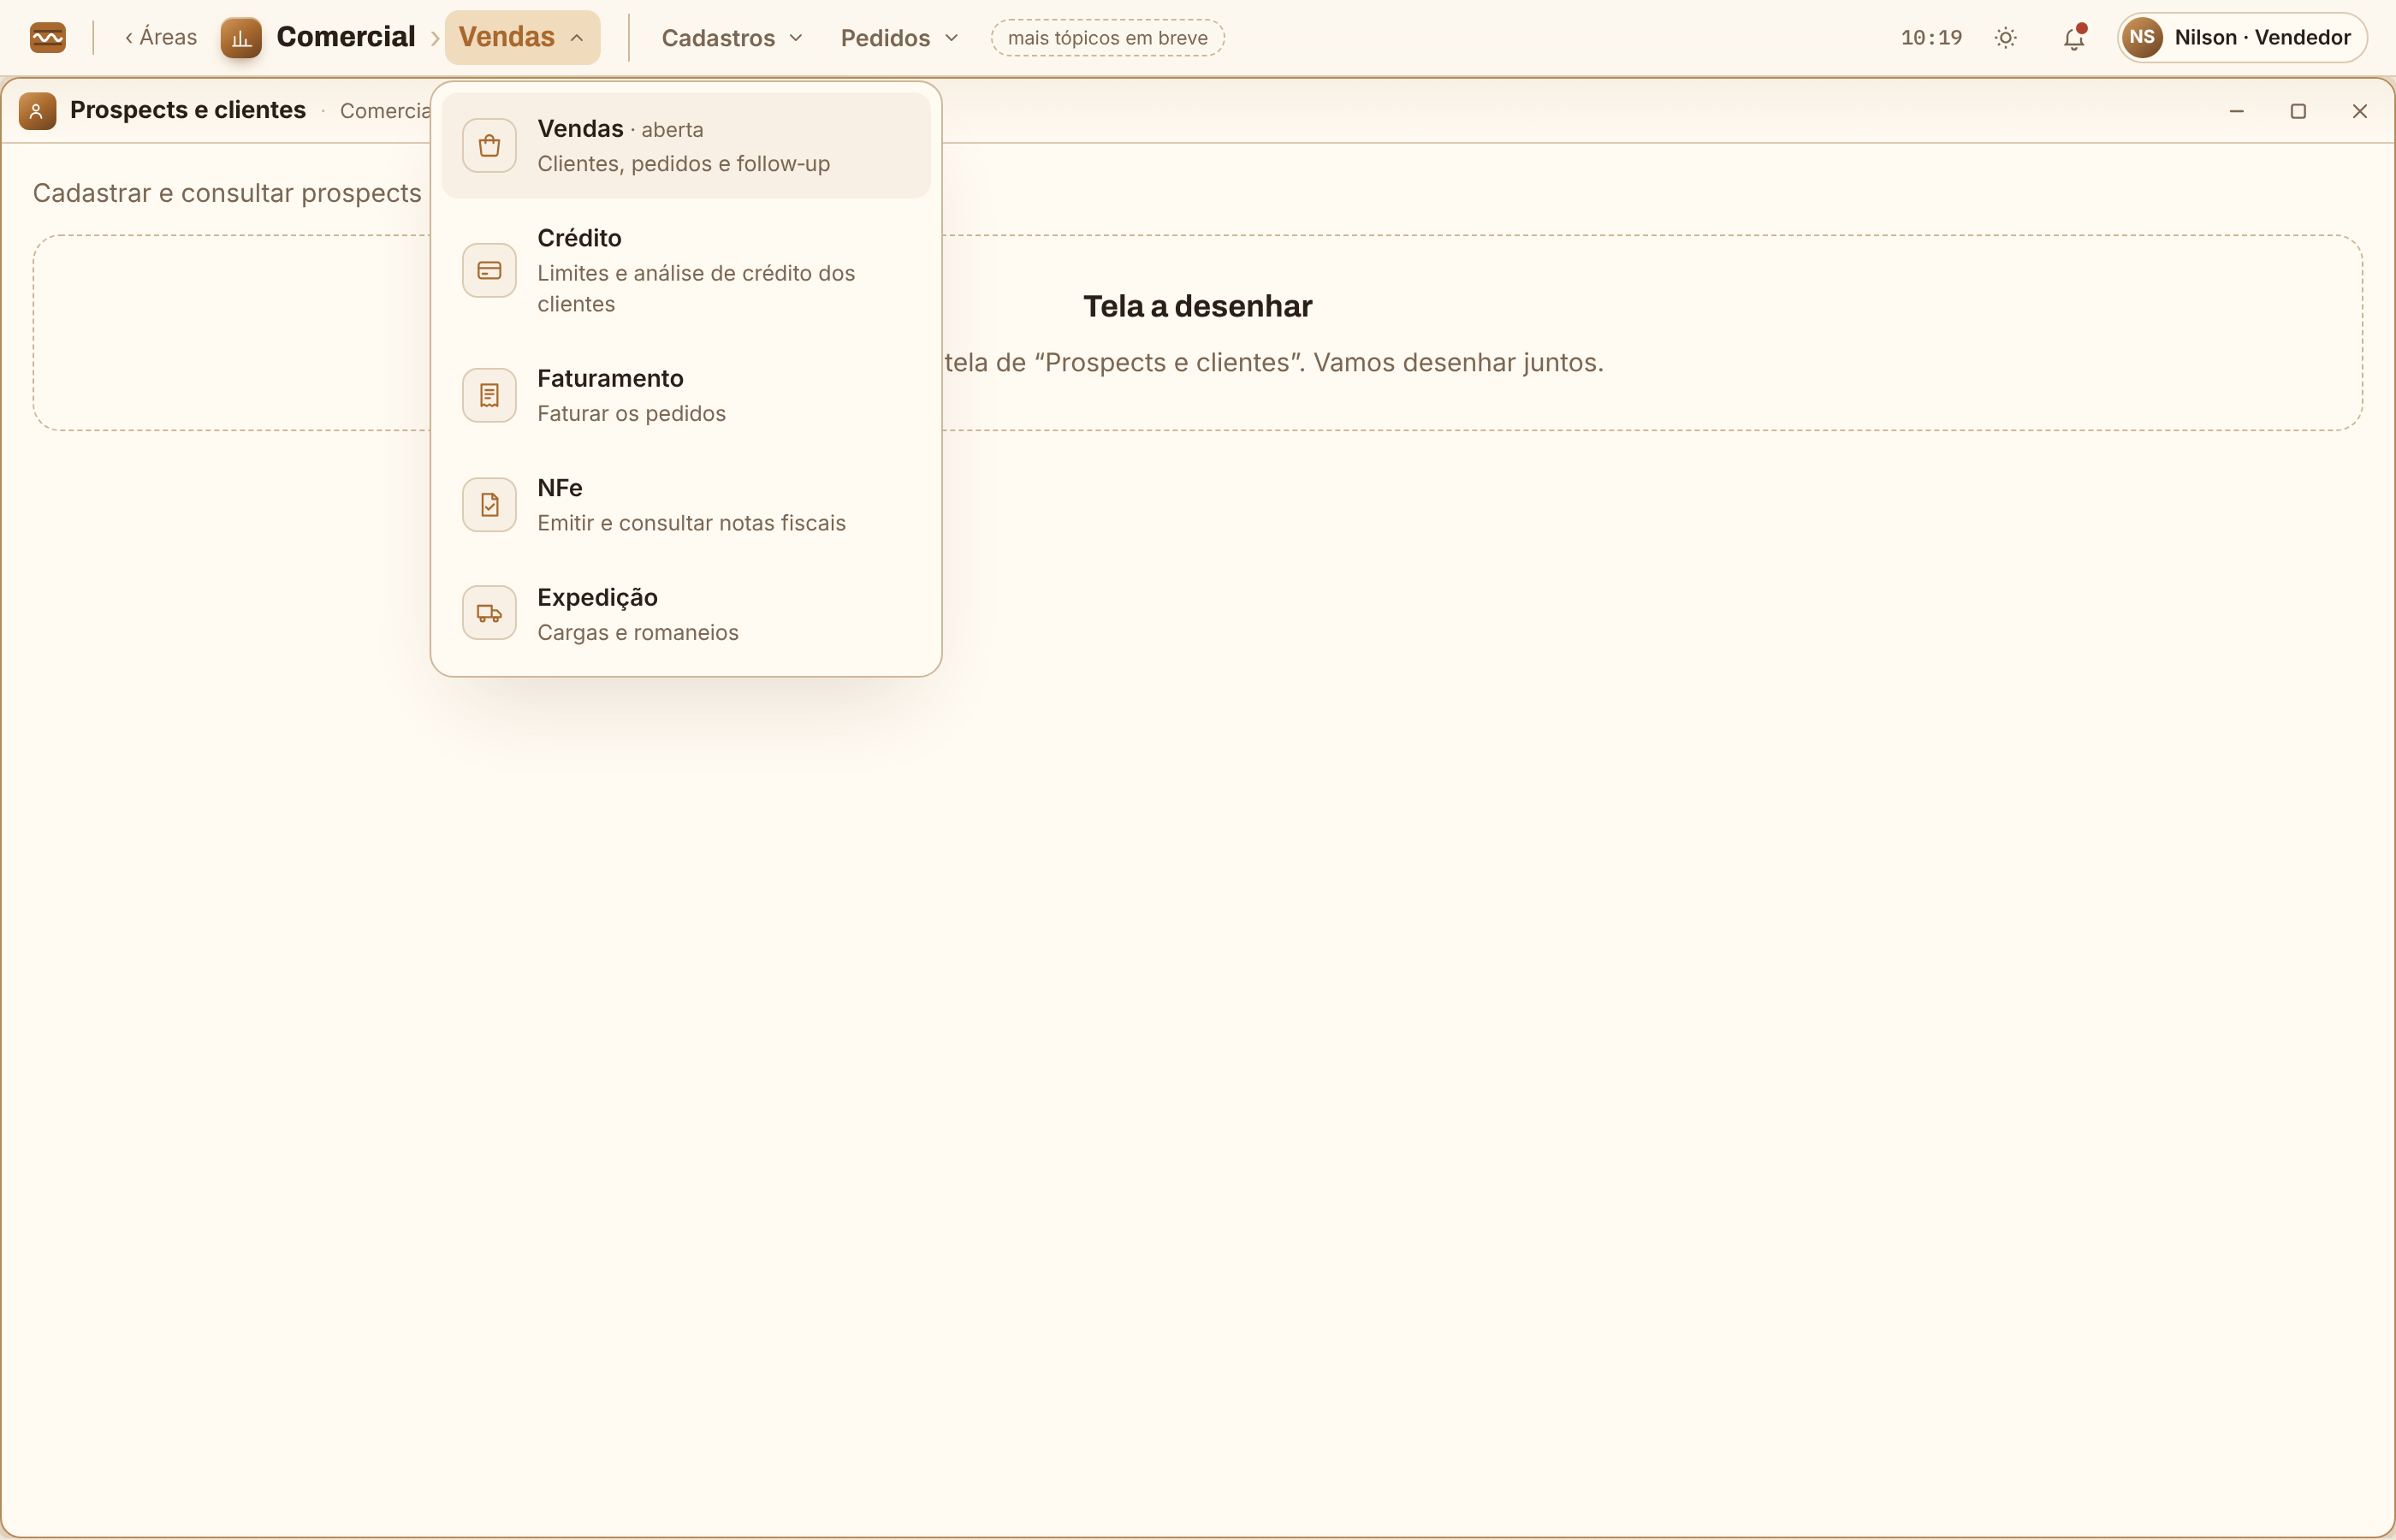 ‹ Áreas
Comercial › Vendas
Cadastros
Pedidos
mais tópicos em breve
10:19
NS
Nilson · Vendedor
Prospects e clientes · Comercia
Cadastrar e consultar prospects
Vendas · aberta
Clientes, pedidos e follow-up
Crédito
Limites e análise de crédito dos
clientes
Faturamento
Faturar os pedidos
NFe
Emitir e consultar notas fiscais
Expedição
Cargas e romaneios
Tela a desenhar
tela de “Prospects e clientes”. Vamos desenhar juntos.